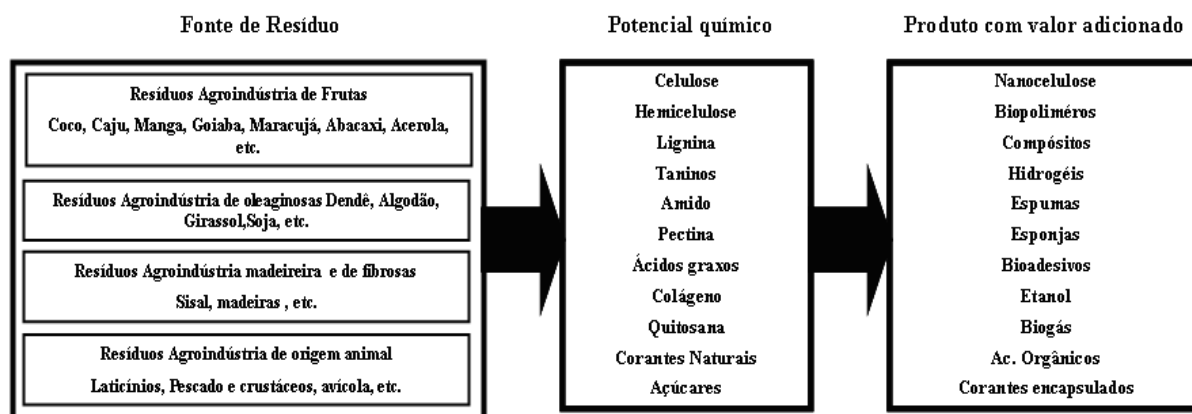 Fonte de Resíduo
Resíduos Agroindústria de Frutas
Coco, Caju, Manga, Goiaba, Maracujá, Abacaxi, Acerola,
etc.
Resíduos Agroindústria de oleaginosas Dendê, Algodão,
Girassol,Soja, etc.
Resíduos Agroindústria madeireira e de fibrosas
Sisal, madeiras , etc.
Resíduos Agroindústria de origem animal
Laticínios, Pescado e crustáceos, avícola, etc.
Potencial químico
Celulose
Hemicelulose
Lignina
Taninos
Amido
Pectina
Ácidos graxos
Colágeno
Quitosana
Corantes Naturais
Açúcares
Produto com valor adicionado
Nanocelulose
Biopoliméros
Compósitos
Hidrogéis
Espumas
Esponjas
Bioadesivos
Etanol
Biogás
Ac. Orgânicos
Corantes encapsulados